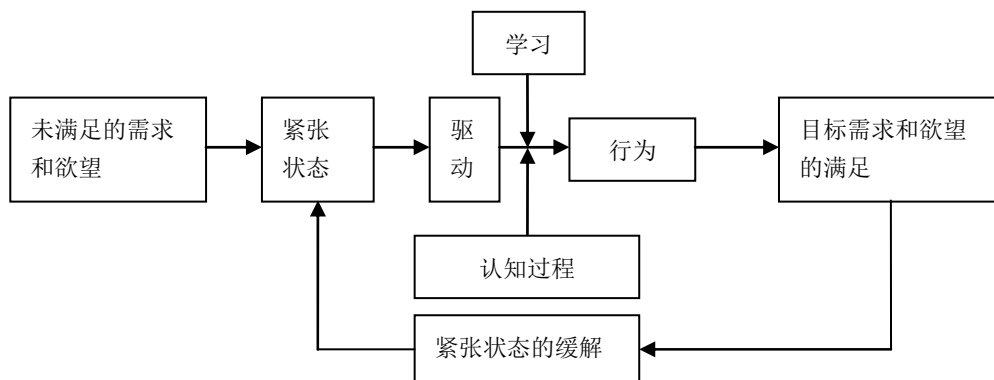 学习
未满足的需求
和欲望
紧张
状态
驱
动
行为
目标需求和欲望
的满足
认知过程
紧张状态的缓解